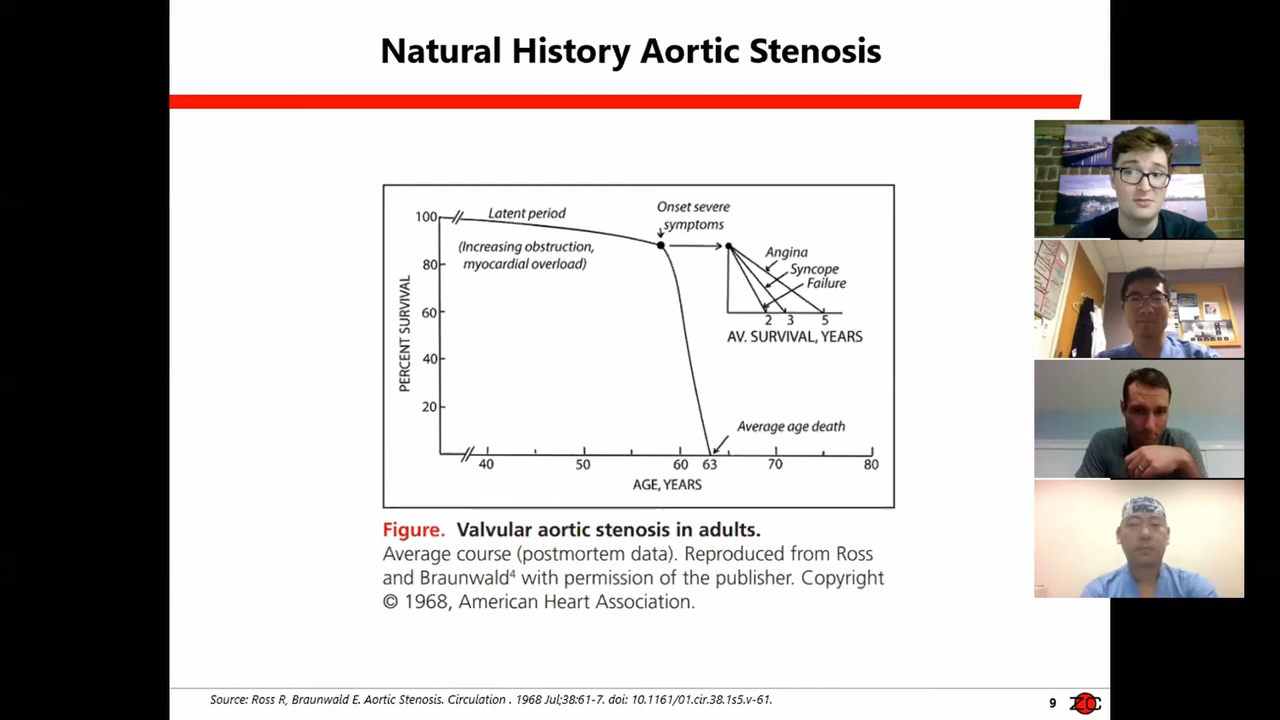 Natural History Aortic Stenosis
Onset severe
symptoms
100
Latent period
(Increasing obstruction,
myocardial overload)
Angina
Syncope
Failure
80
60
40
20
PERCENT SURVIVAL
2 3 5
AV. SURVIVAL, YEARS
Average age death
40 50 60 63 70 80
AGE, YEARS
Figure. Valvular aortic stenosis in adults.
Average course (postmortem data). Reproduced from Ross
and Braunwald⁴ with permission of the publisher. Copyright
© 1968, American Heart Association.
Source: Ross R, Braunwald E. Aortic Stenosis. Circulation . 1968 Jul;38:61-7. doi: 10.1161/01.cir.38.1s5.v-61.
9
ZC